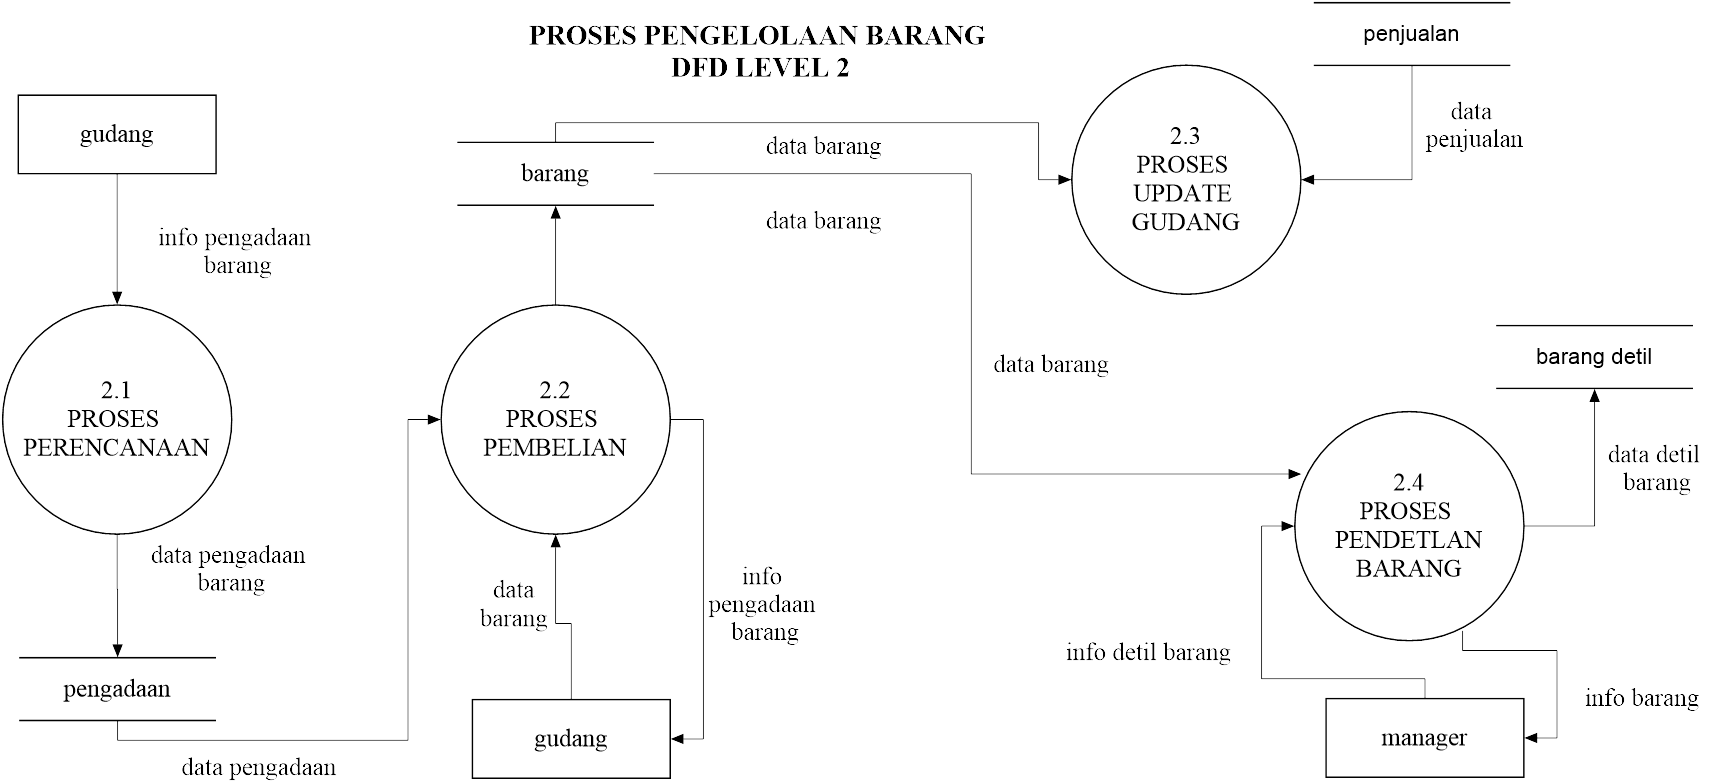 PROSES PENGELOLAAN BARANG
DFD LEVEL 2
penjualan
gudang
data
penjualan
data barang
2.3
PROSES
UPDATE
GUDANG
barang
data barang
info pengadaan
barang
data barang
barang detil
2.1
PROSES
PERENCANAAN
2.2
PROSES
PEMBELIAN
data detil
barang
2.4
PROSES
PENDETLAN
BARANG
data pengadaan
barang
data
barang
info
pengadaan
barang
info detil barang
pengadaan
info barang
gudang
manager
data pengadaan